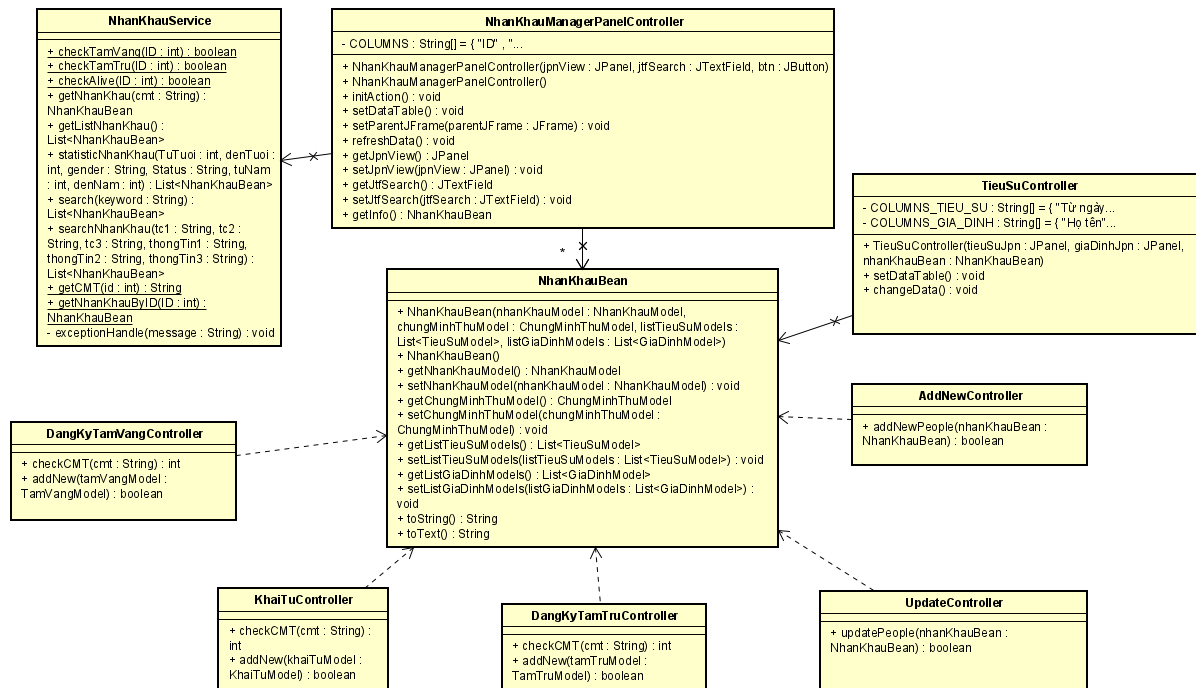 NhanKhauService
+ checkTamVang(ID : int) : boolean
+ checkTamTru(ID : int) : boolean
+ checkAlive(ID : int) : boolean
+ getNhanKhau(cmt : String) :
NhanKhauBean
+ getListNhanKhau() :
List<NhanKhauBean>
+ statisticNhanKhau(TuTuoi : int, denTuoi :
int, gender : String, Status : String, tuNam
: int, denNam : int) : List<NhanKhauBean>
+ search(keyword : String) :
List<NhanKhauBean>
+ searchNhanKhau(tc1 : String, tc2 :
String, tc3 : String, thongTin1 : String,
thongTin2 : String, thongTin3 : String) :
List<NhanKhauBean>
+ getCMT(id : int) : String
+ getNhanKhauByID(ID : int) :
NhanKhauBean
- exceptionHandle(message : String) : void
NhanKhauManagerPanelController
- COLUMNS : String[] = { "ID" , "...
+ NhanKhauManagerPanelController(jpnView : JPanel, jtfSearch : JTextField, btn : JButton)
+ NhanKhauManagerPanelController()
+ initAction() : void
+ setDataTable() : void
+ setParentJFrame(parentJFrame : JFrame) : void
+ refreshData() : void
+ getJpnView() : JPanel
+ setJpnView(jpnView : JPanel) : void
+ getJtfSearch() : JTextField
+ setJtfSearch(jtfSearch : JTextField) : void
+ getInfo() : NhanKhauBean
*
TieuSuController
- COLUMNS_TIEU_SU : String[] = { "Từ ngày...
- COLUMNS_GIA_DINH : String[] = { "Họ tên"...
+ TieuSuController(tieuSuJpn : JPanel, giaDinhJpn : JPanel,
nhanKhauBean : NhanKhauBean)
+ setDataTable() : void
+ changeData() : void
NhanKhauBean
+ NhanKhauBean(nhanKhauModel : NhanKhauModel,
chungMinhThuModel : ChungMinhThuModel, listTieuSuModels :
List<TieuSuModel>, listGiaDinhModels : List<GiaDinhModel>)
+ NhanKhauBean()
+ getNhanKhauModel() : NhanKhauModel
+ setNhanKhauModel(nhanKhauModel : NhanKhauModel) : void
+ getChungMinhThuModel() : ChungMinhThuModel
+ setChungMinhThuModel(chungMinhThuModel :
ChungMinhThuModel) : void
+ getListTieuSuModels() : List<TieuSuModel>
+ setListTieuSuModels(listTieuSuModels : List<TieuSuModel>) : void
+ getListGiaDinhModels() : List<GiaDinhModel>
+ setListGiaDinhModels(listGiaDinhModels : List<GiaDinhModel>) :
void
+ toString() : String
+ toText() : String
AddNewController
+ addNewPeople(nhanKhauBean :
NhanKhauBean) : boolean
DangKyTamVangController
+ checkCMT(cmt : String) : int
+ addNew(tamVangModel :
TamVangModel) : boolean
KhaiTuController
+ checkCMT(cmt : String) :
int
+ addNew(khaiTuModel :
KhaiTuModel) : boolean
DangKyTamTruController
+ checkCMT(cmt : String) : int
+ addNew(tamTruModel :
TamTruModel) : boolean
UpdateController
+ updatePeople(nhanKhauBean :
NhanKhauBean) : boolean